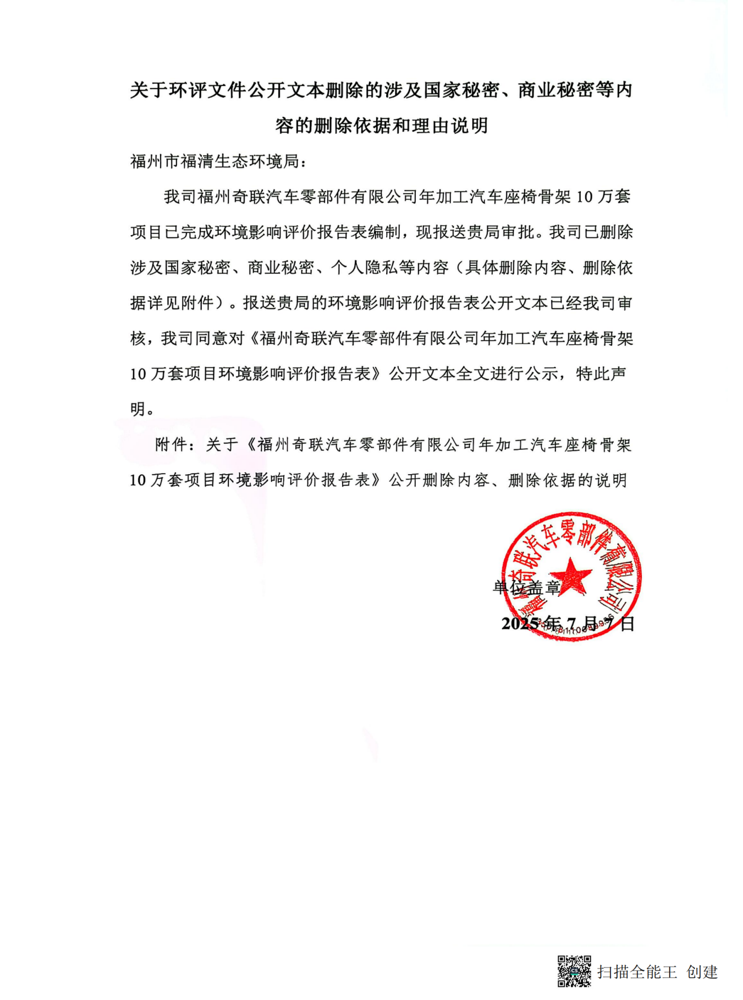 关于环评文件公开文本删除的涉及国家秘密、商业秘密等内
容的删除依据和理由说明
福州市福清生态环境局：
我司福州奇联汽车零部件有限公司年加工汽车座椅骨架 10 万套
项目已完成环境影响评价报告表编制，现报送贵局审批。我司已删除
涉及国家秘密、商业秘密、个人隐私等内容（具体删除内容、删除依
据详见附件）。报送贵局的环境影响评价报告表公开文本已经我司审
核，我司同意对《福州奇联汽车零部件有限公司年加工汽车座椅骨架
10 万套项目环境影响评价报告表》公开文本全文进行公示，特此声
明。
附件：关于《福州奇联汽车零部件有限公司年加工汽车座椅骨架
10 万套项目环境影响评价报告表》公开删除内容、删除依据的说明
福州奇联汽车零部件有限公司
单位盖章
2025 年 7 月 7 日
扫描全能王 创建